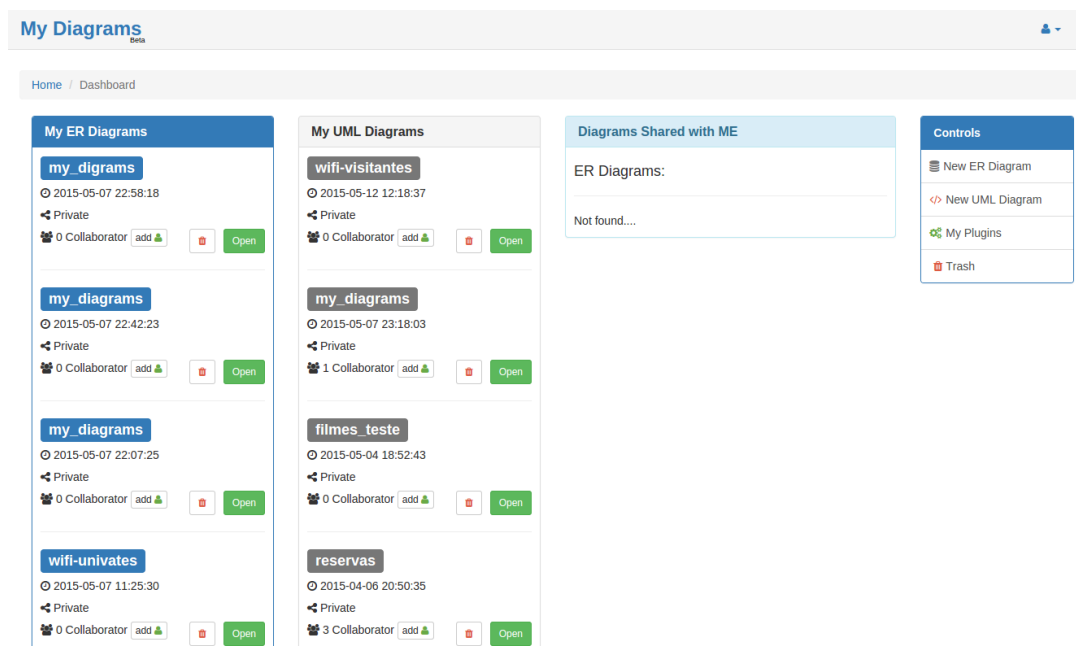 My Diagrams
Beta
Home / Dashboard
My ER Diagrams
my_digrams
2015-05-07 22:58:18
Private
0 Collaborator add
Open
my_diagrams
2015-05-07 22:42:23
Private
0 Collaborator add
Open
my_diagrams
2015-05-07 22:07:25
Private
0 Collaborator add
Open
wifi-univates
2015-05-07 11:25:30
Private
0 Collaborator add
Open
My UML Diagrams
wifi-visitantes
2015-05-12 12:18:37
Private
0 Collaborator add
Open
my_diagrams
2015-05-07 23:18:03
Private
1 Collaborator add
Open
filmes_teste
2015-05-04 18:52:43
Private
0 Collaborator add
Open
reservas
2015-04-06 20:50:35
Private
3 Collaborator add
Open
Diagrams Shared with ME
ER Diagrams:
Not found....
Controls
New ER Diagram
</> New UML Diagram
My Plugins
Trash